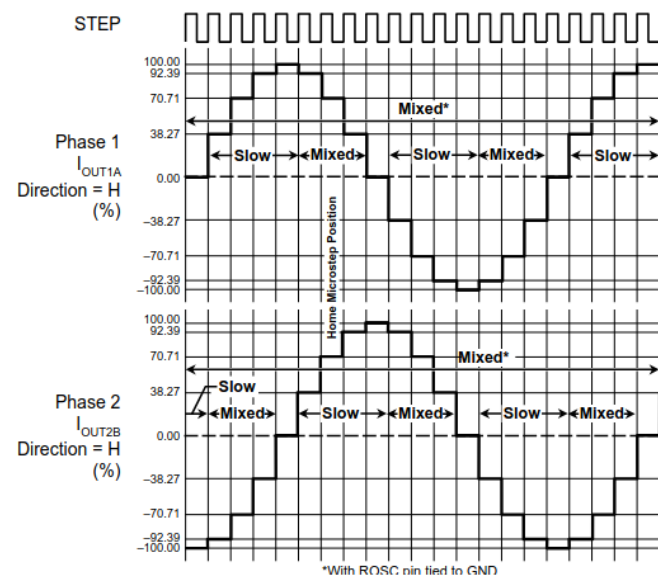 STEP
100.00
92.39
70.71
Mixed*
Phase 1
38.27
I OUT1A
Slow
Mixed
Slow
Mixed
Slow
0.00
Direction = H
(%)
–38.27
–70.71
–92.39
–100.00
Home Microstep Position
100.00
92.39
70.71
Mixed*
Slow
38.27
Phase 2
Mixed
Slow
Mixed
Slow
Mixed
I OUT2B
0.00
Direction = H
(%)
–38.27
–70.71
–92.39
–100.00
*With ROSC pin tied to GND